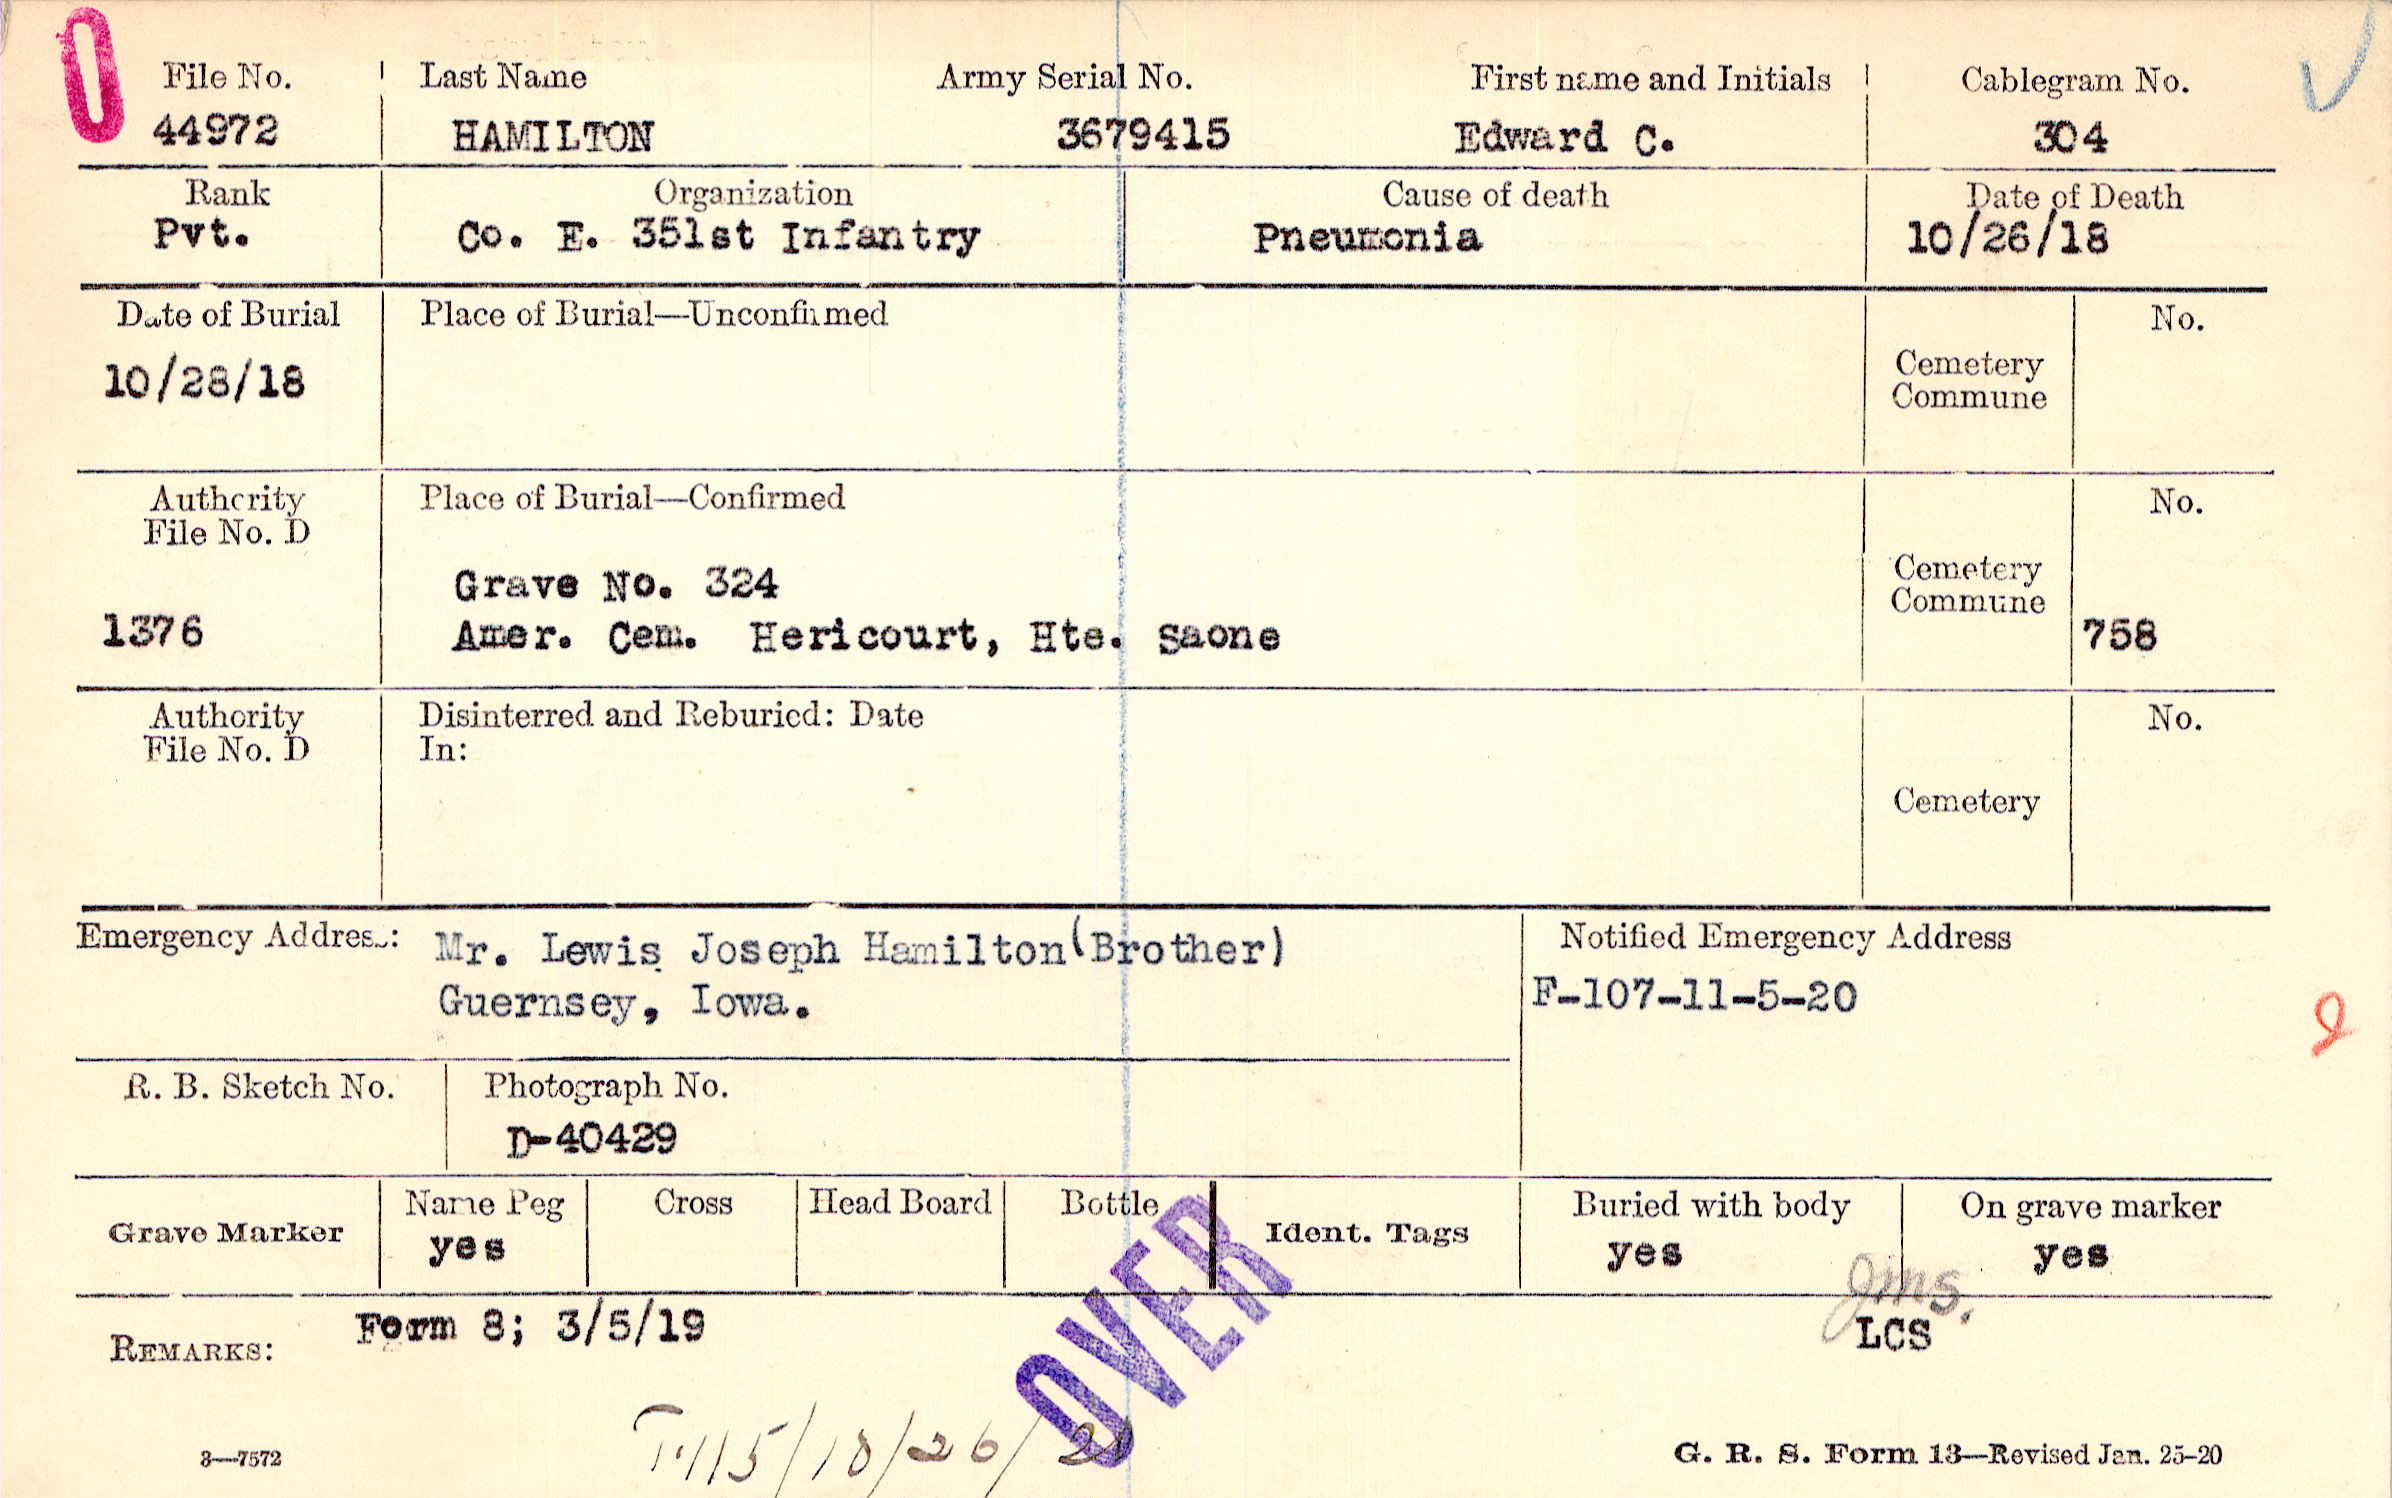 O
File No. Last Name Army Serial No. First name and Initials Cablegram No.
44972 HAMILTON 3679415 Edward C. 304
Rank Organization Cause of death Date of Death
Pvt. Co. E. 351st Infantry Pneumonia 10/26/18
Date of Burial Place of Burial—Unconfirmed No.
10/28/18
Cemetery
Commune
Authority Place of Burial—Confirmed No.
File No. D
Grave No. 324
Cemetery
Commune
1376 Amer. Cem. Hericourt, Hte. Saone 758
Authority Disinterred and Reburied: Date No.
File No. D In:
Cemetery
Emergency Address: Mr. Lewis Joseph Hamilton(Brother) Notified Emergency Address
Guernsey, Iowa. F-107-11-5-20
R. B. Sketch No. Photograph No.
D-40429
Grave Marker Name Peg Cross Head Board Bottle Ident. Tags Buried with body On grave marker
yes yes yes
OVER
Jms.
REMARKS: Form 8; 3/5/19 LCS
3—7572 G. R. S. Form 13—Revised Jan. 25-20